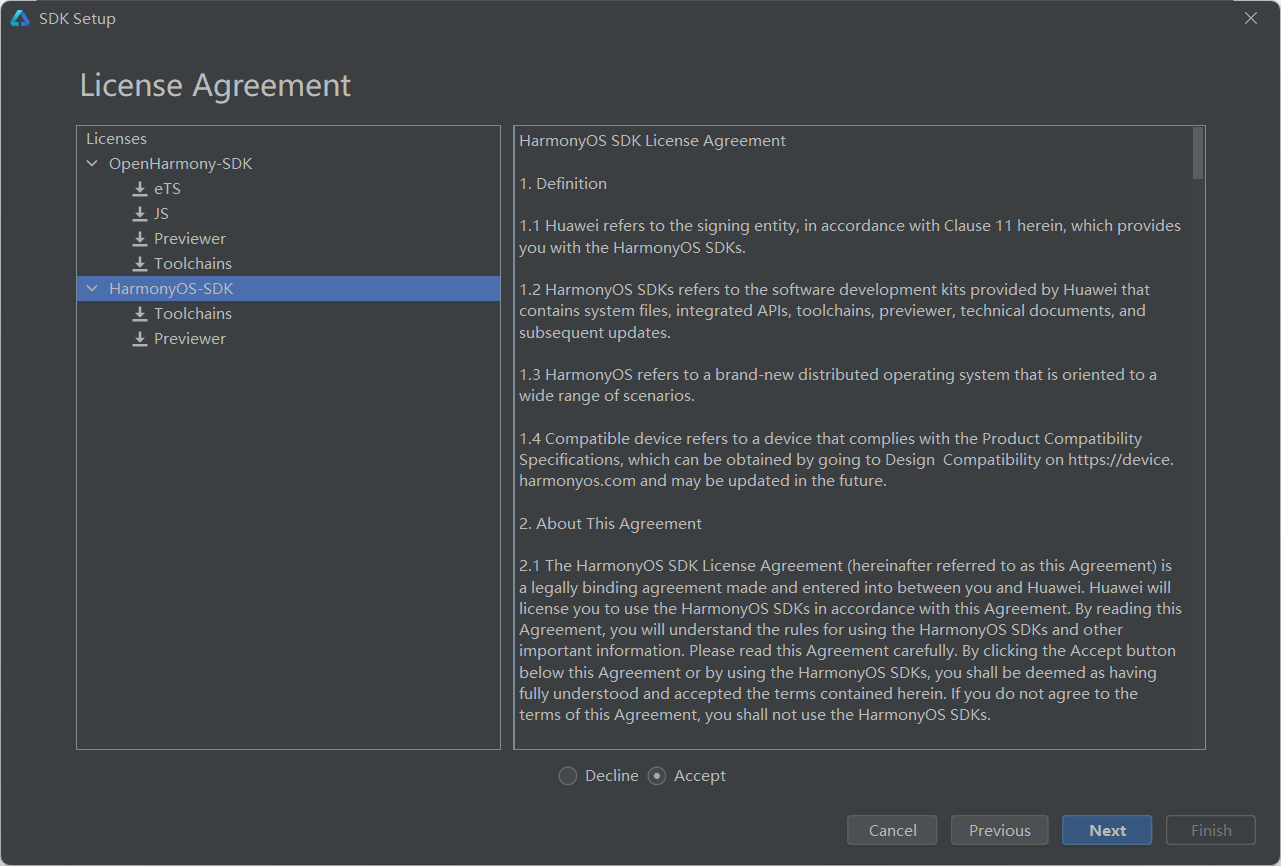 SDK Setup
License Agreement
Licenses
OpenHarmony-SDK
eTS
JS
Previewer
Toolchains
HarmonyOS-SDK
Toolchains
Previewer
HarmonyOS SDK License Agreement
1. Definition
1.1 Huawei refers to the signing entity, in accordance with Clause 11 herein, which provides
you with the HarmonyOS SDKs.
1.2 HarmonyOS SDKs refers to the software development kits provided by Huawei that
contains system files, integrated APIs, toolchains, previewer, technical documents, and
subsequent updates.
1.3 HarmonyOS refers to a brand-new distributed operating system that is oriented to a
wide range of scenarios.
1.4 Compatible device refers to a device that complies with the Product Compatibility
Specifications, which can be obtained by going to Design  Compatibility on https://device.
harmonyos.com and may be updated in the future.
2. About This Agreement
2.1 The HarmonyOS SDK License Agreement (hereinafter referred to as this Agreement) is
a legally binding agreement made and entered into between you and Huawei. Huawei will
license you to use the HarmonyOS SDKs in accordance with this Agreement. By reading this
Agreement, you will understand the rules for using the HarmonyOS SDKs and other
important information. Please read this Agreement carefully. By clicking the Accept button
below this Agreement or by using the HarmonyOS SDKs, you shall be deemed as having
fully understood and accepted the terms contained herein. If you do not agree to the
terms of this Agreement, you shall not use the HarmonyOS SDKs.
Decline Accept
Cancel Previous Next Finish